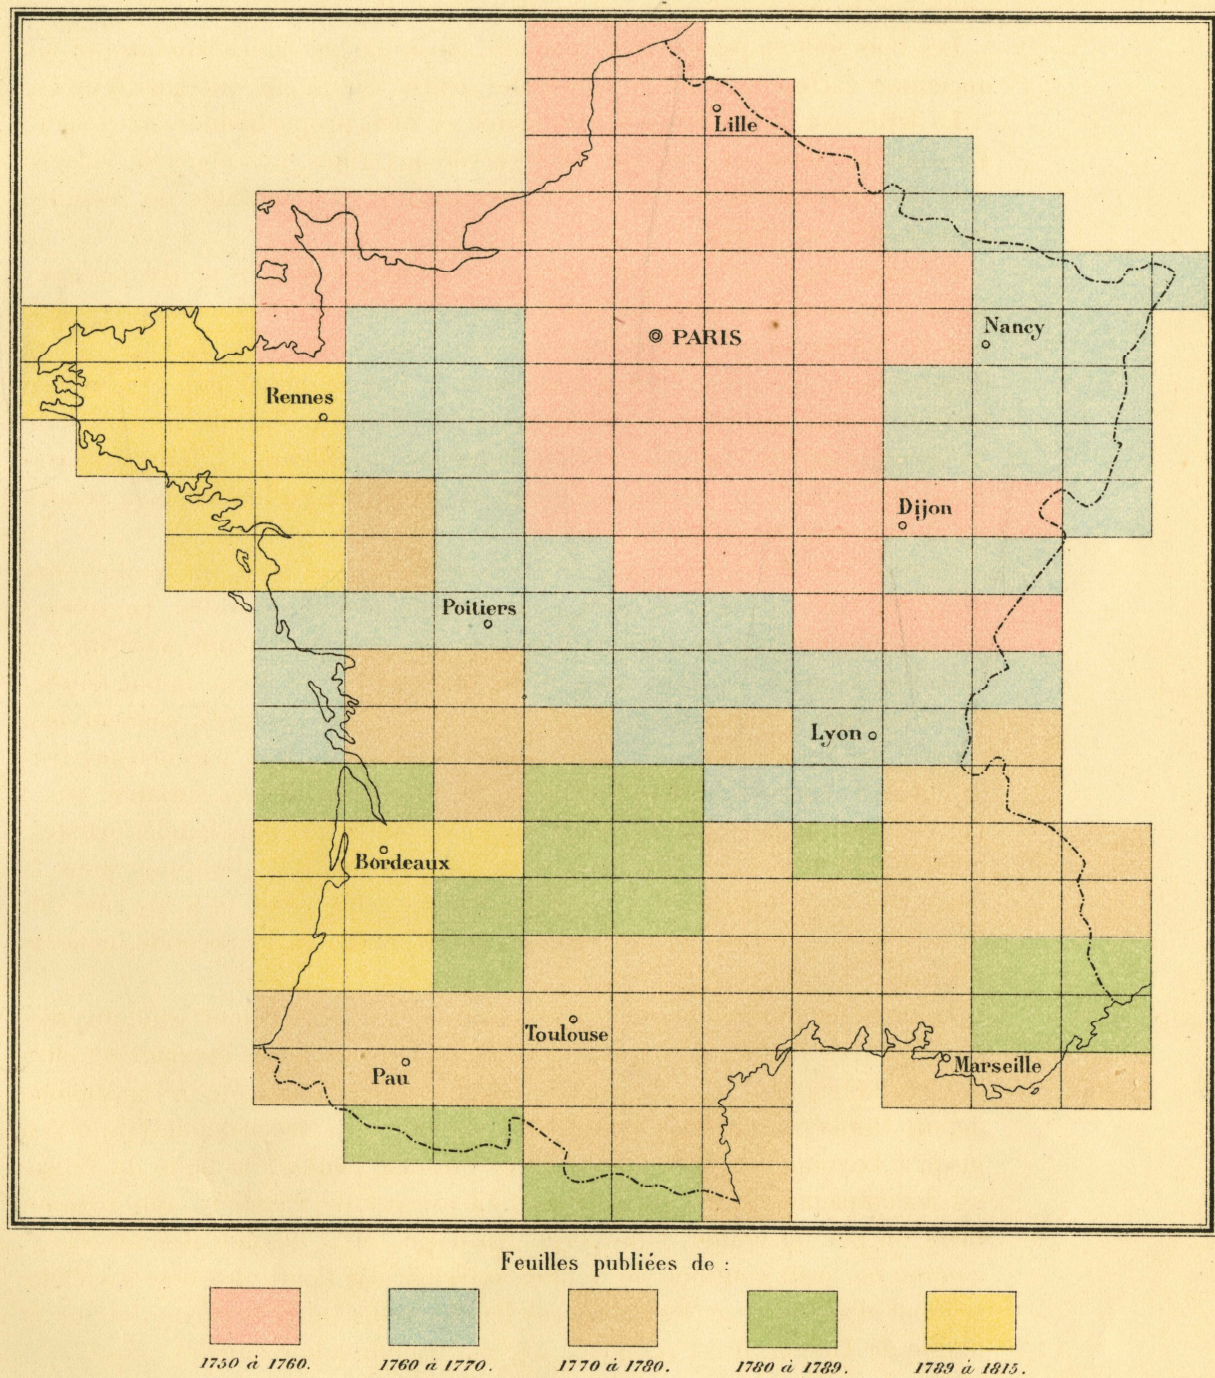 Lille
Nancy
PARIS
Rennes
Dijon
Poitiers
Lyon
Bordeaux
Toulouse
Marseille
Pau
Feuilles publiées de :
1750 à 1760.
1760 à 1770.
1770 à 1780.
1780 à 1789.
1789 à 1815.